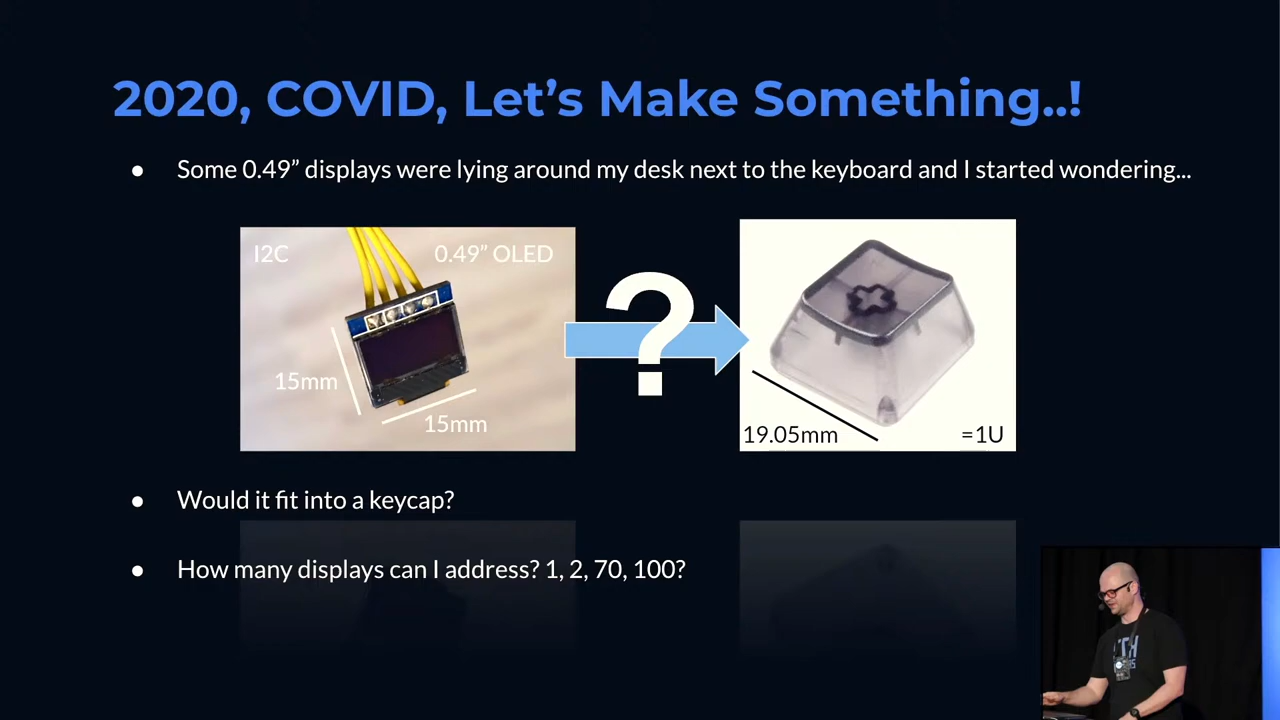 2020, COVID, Let's Make Something..!
● Some 0.49” displays were lying around my desk next to the keyboard and I started wondering...
I2C
0.49” OLED
15mm
15mm
?
19.05mm
=1U
● Would it fit into a keycap?
● How many displays can I address? 1, 2, 70, 100?